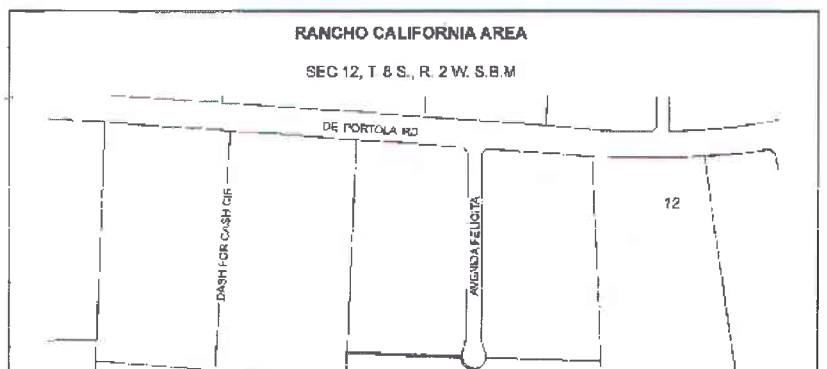 RANCHO CALIFORNIA AREA
SEC 12, T. 8 S., R. 2 W. S.B.M
DE PORTOLA RD
DASH FOR CASH CIR
AVENIDA FELICITA
12